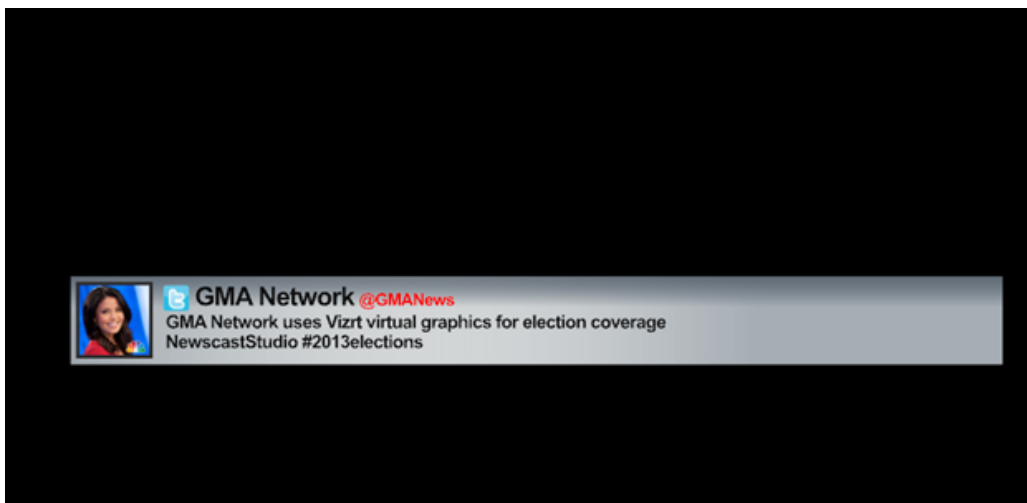 GMA Network @GMANews
GMA Network uses Vizrt virtual graphics for election coverage
NewscastStudio #2013elections